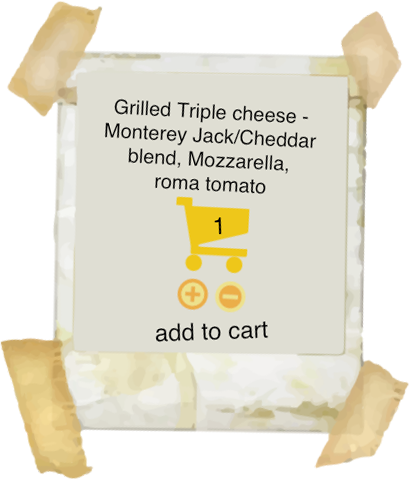 Grilled Triple cheese -
Monterey Jack/Cheddar
blend, Mozzarella,
roma tomato
1
add to cart